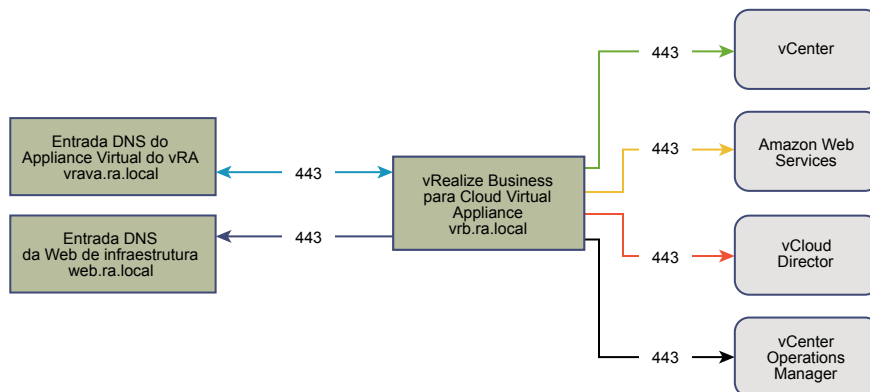 Entrada DNS do
Appliance Virtual do vRA
vrava.ra.local
443
Entrada DNS
da Web de infraestrutura
web.ra.local
443
vRealize Business
para Cloud Virtual
Appliance
vrb.ra.local
443
vCenter
443
Amazon Web
Services
443
vCloud
Director
443
vCenter
Operations
Manager